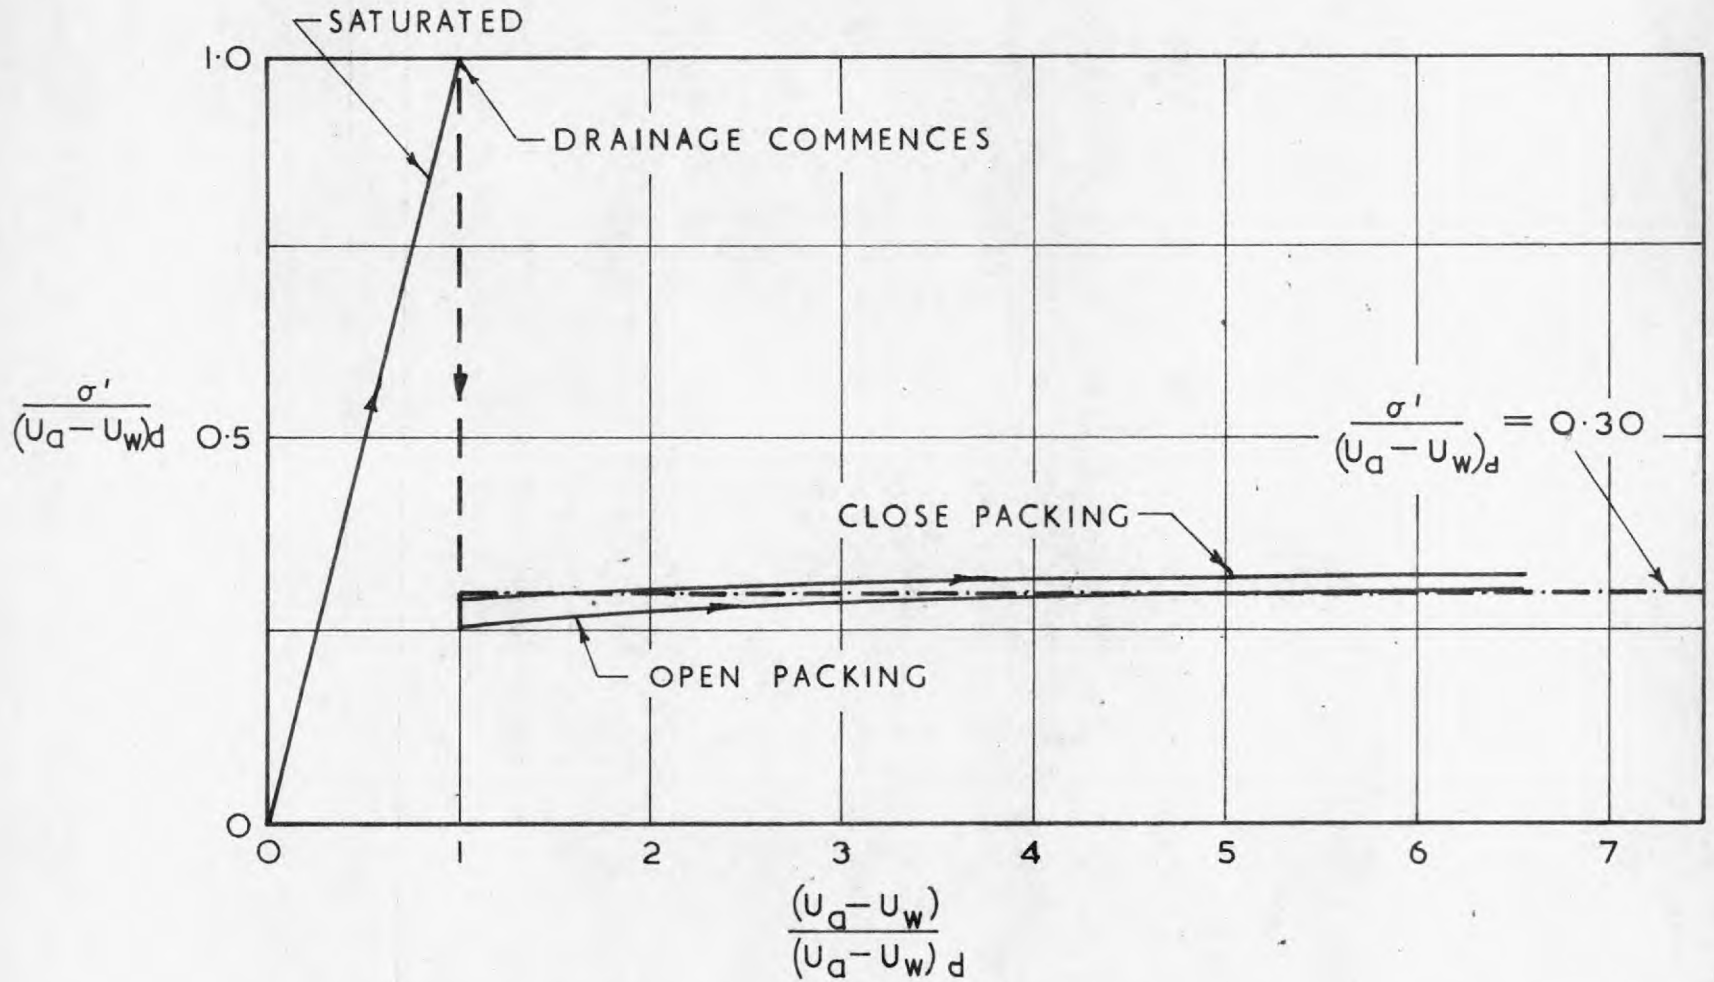 SATURATED
1.0
DRAINAGE COMMENCES
σ'
(Ua−Uw)d
0.5
σ'
(Ua−Uw)d
= 0.30
CLOSE PACKING
OPEN PACKING
0
0 1 2 3 4 5 6 7
(Ua−Uw)
(Ua−Uw)d